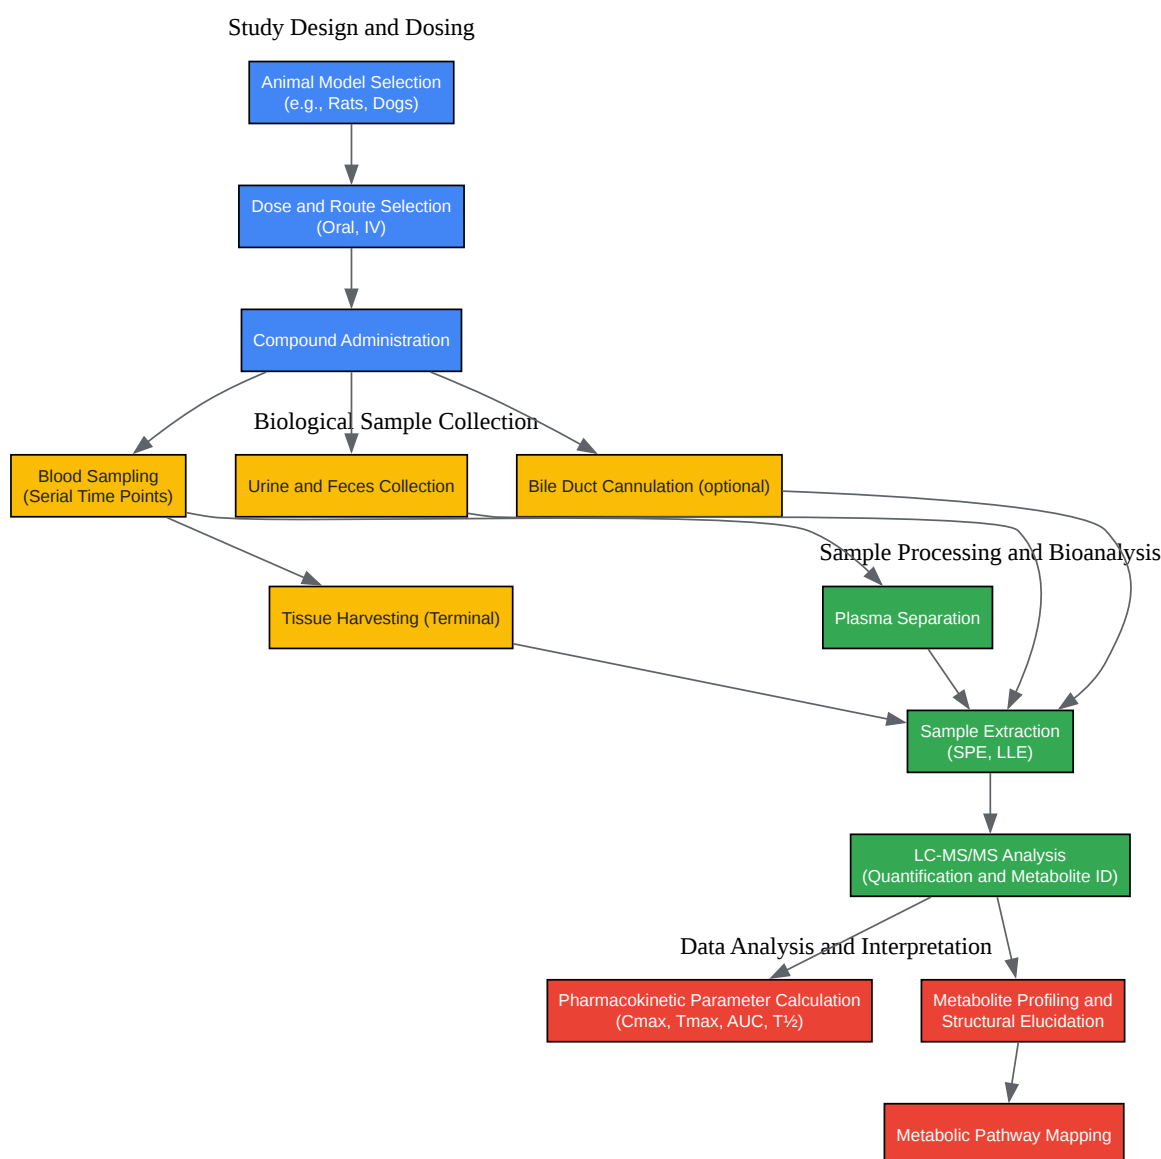 Study Design and Dosing
Animal Model Selection
(e.g., Rats, Dogs)
Dose and Route Selection
(Oral, IV)
Compound Administration
Biological Sample Collection
Blood Sampling
(Serial Time Points)
Urine and Feces Collection
Bile Duct Cannulation (optional)
Sample Processing and Bioanalysis
Tissue Harvesting (Terminal)
Plasma Separation
Sample Extraction
(SPE, LLE)
LC-MS/MS Analysis
(Quantification and Metabolite ID)
Data Analysis and Interpretation
Pharmacokinetic Parameter Calculation
(Cmax, Tmax, AUC, T½)
Metabolite Profiling and
Structural Elucidation
Metabolic Pathway Mapping